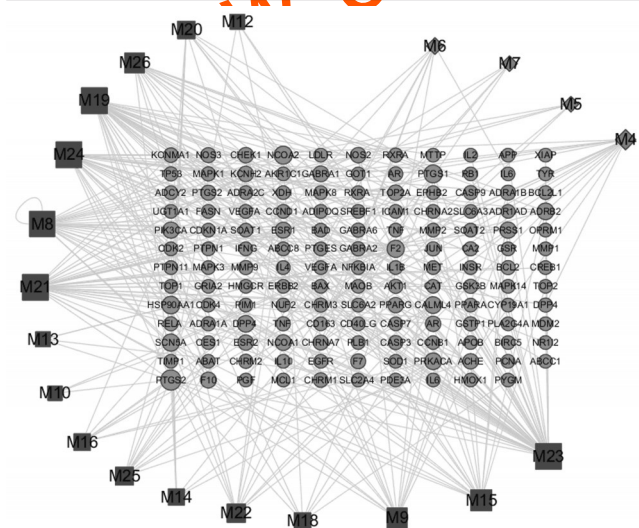 M20 M12
M6
M26
M7
M19
M5
M4
M24
KCNMA1 NOS3 CHEK1 NCOA2 LDLR NOS2 RXRA MTTP IL2 APP XIAP
TP53 MAPK1 KCNH2 AKR1C1 GABRA1 GOT1 AR PTGS1 RB1 IL6 TYR
ADCY2 PTGS2 ADRA2C XDH MAPK8 RXRA TOP2A EPHB2 CASP9 ADRA1B BCL2L1
UGT1A1 FASN VEGFA CCND1 ADIPOQ SREBF1 ICAM1 CHRNA2 SLC6A3 ADR1AD ADRB2
M8
PIK3CA CDKN1A SOAT1 ESR1 BAD GABRA6 TNF MMP2 SOAT2 PRSS1 OPRM1
CDK2 PTPN1 IFNG ABCC8 PTGES GABRA2 F2 JUN CA2 GSR MMP1
PTPN11 MAPK3 MMP9 IL4 VEGFA NFKBIA IL1B MET INSR BCL2 CREB1
M21
TOP1 GRIA2 HMGCR ERBB2 BAX MAOB AKT1 CAT GSK3B MAPK14 TOP2
HSP90AA1 CDK4 PIM1 NUF2 CHRM3 SLC6A2 PPARG CALML4 PPARA CYP19A1 DPP4
RELA ADRA1A DPP4 TNF CD163 CD40LG CASP7 AR GSTP1 PLA2G4A MDM2
M13
SCN5A CES1 ESR2 NCOA1 CHRNA7 PLB1 CASP3 CCNB1 APOB BIRC5 NR1I2
TIMP1 ABAT CHRM2 IL10 EGFR F7 SOD1 PRKACA ACHE PCNA ABCC1
PTGS2 F10 PGF MCL1 CHRM1 SLC2A4 PDE3A IL6 HMOX1 PYGM
M10
M16
M23
M25
M14
M15
M22
M18
M9